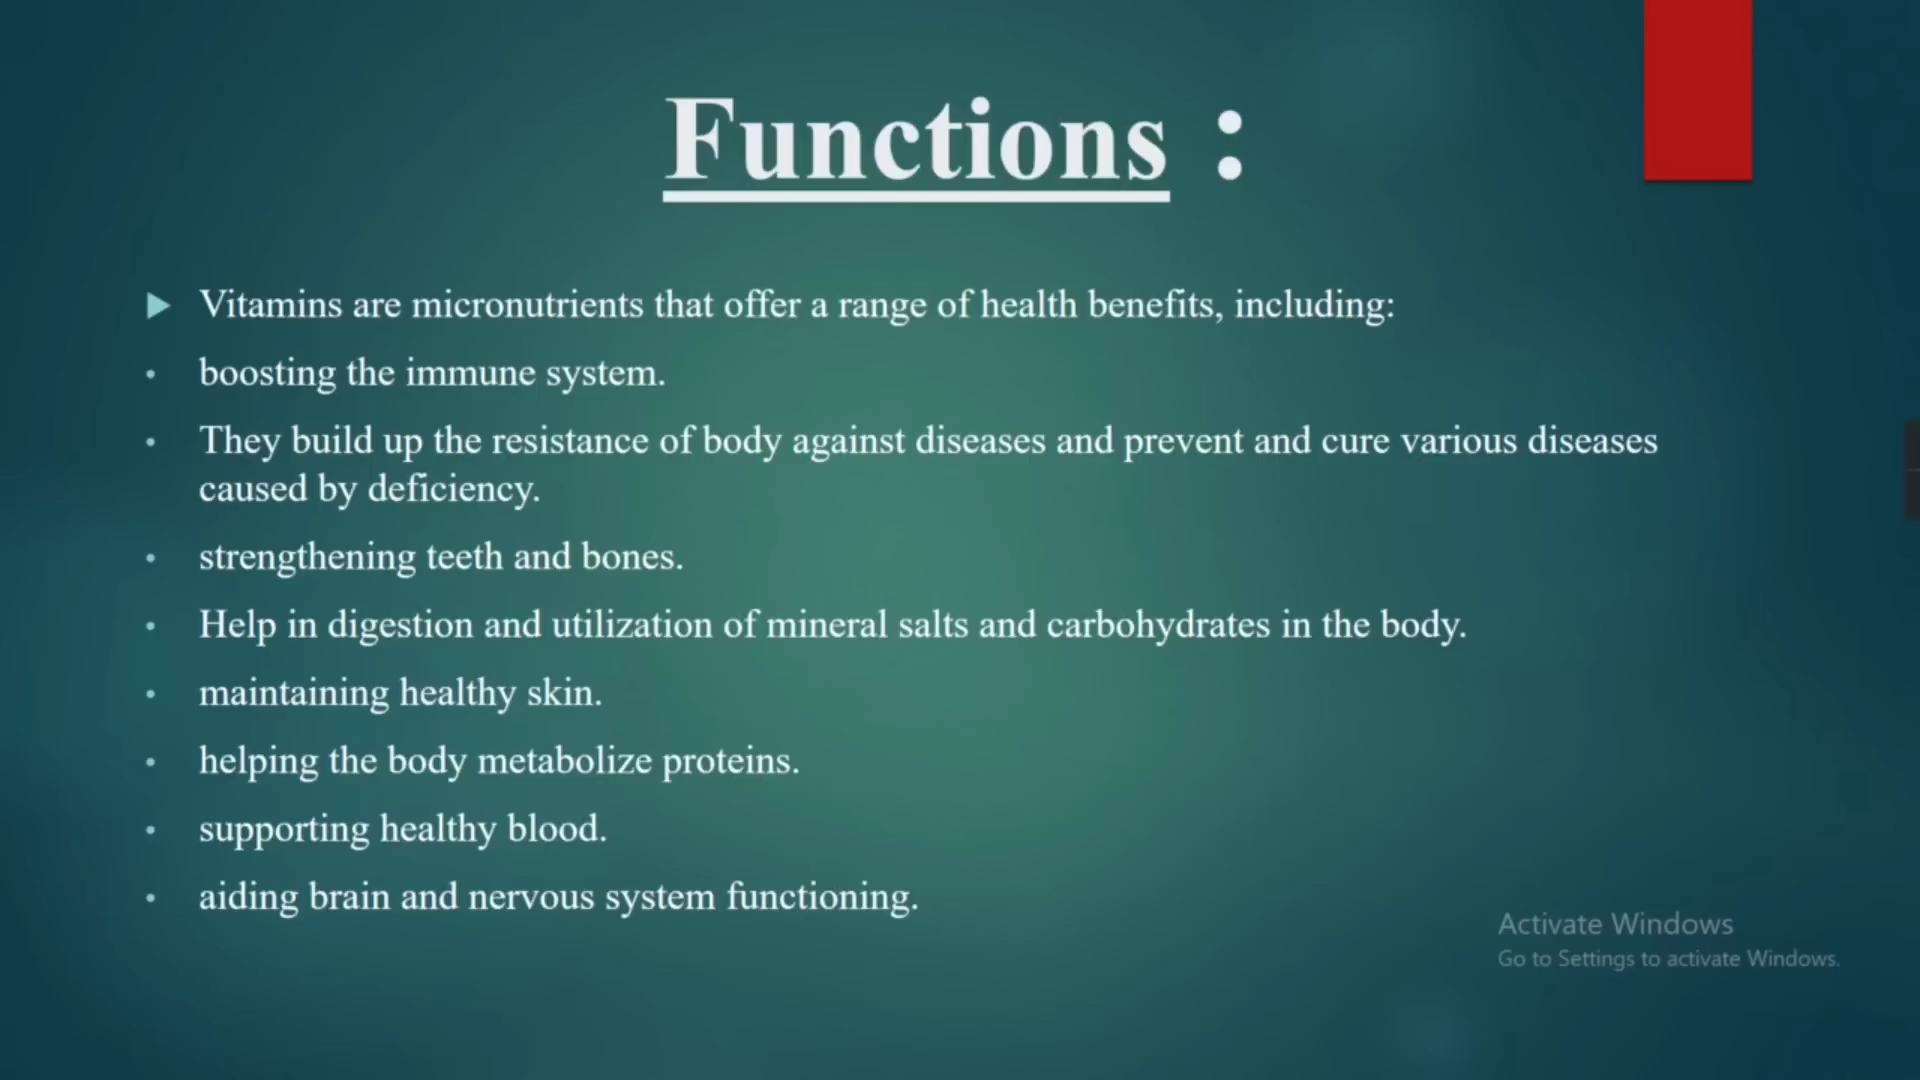 Functions :
Vitamins are micronutrients that offer a range of health benefits, including:
boosting the immune system.
They build up the resistance of body against diseases and prevent and cure various diseases
caused by deficiency.
strengthening teeth and bones.
Help in digestion and utilization of mineral salts and carbohydrates in the body.
maintaining healthy skin.
helping the body metabolize proteins.
supporting healthy blood.
aiding brain and nervous system functioning.
Activate Windows
Go to Settings to activate Windows.